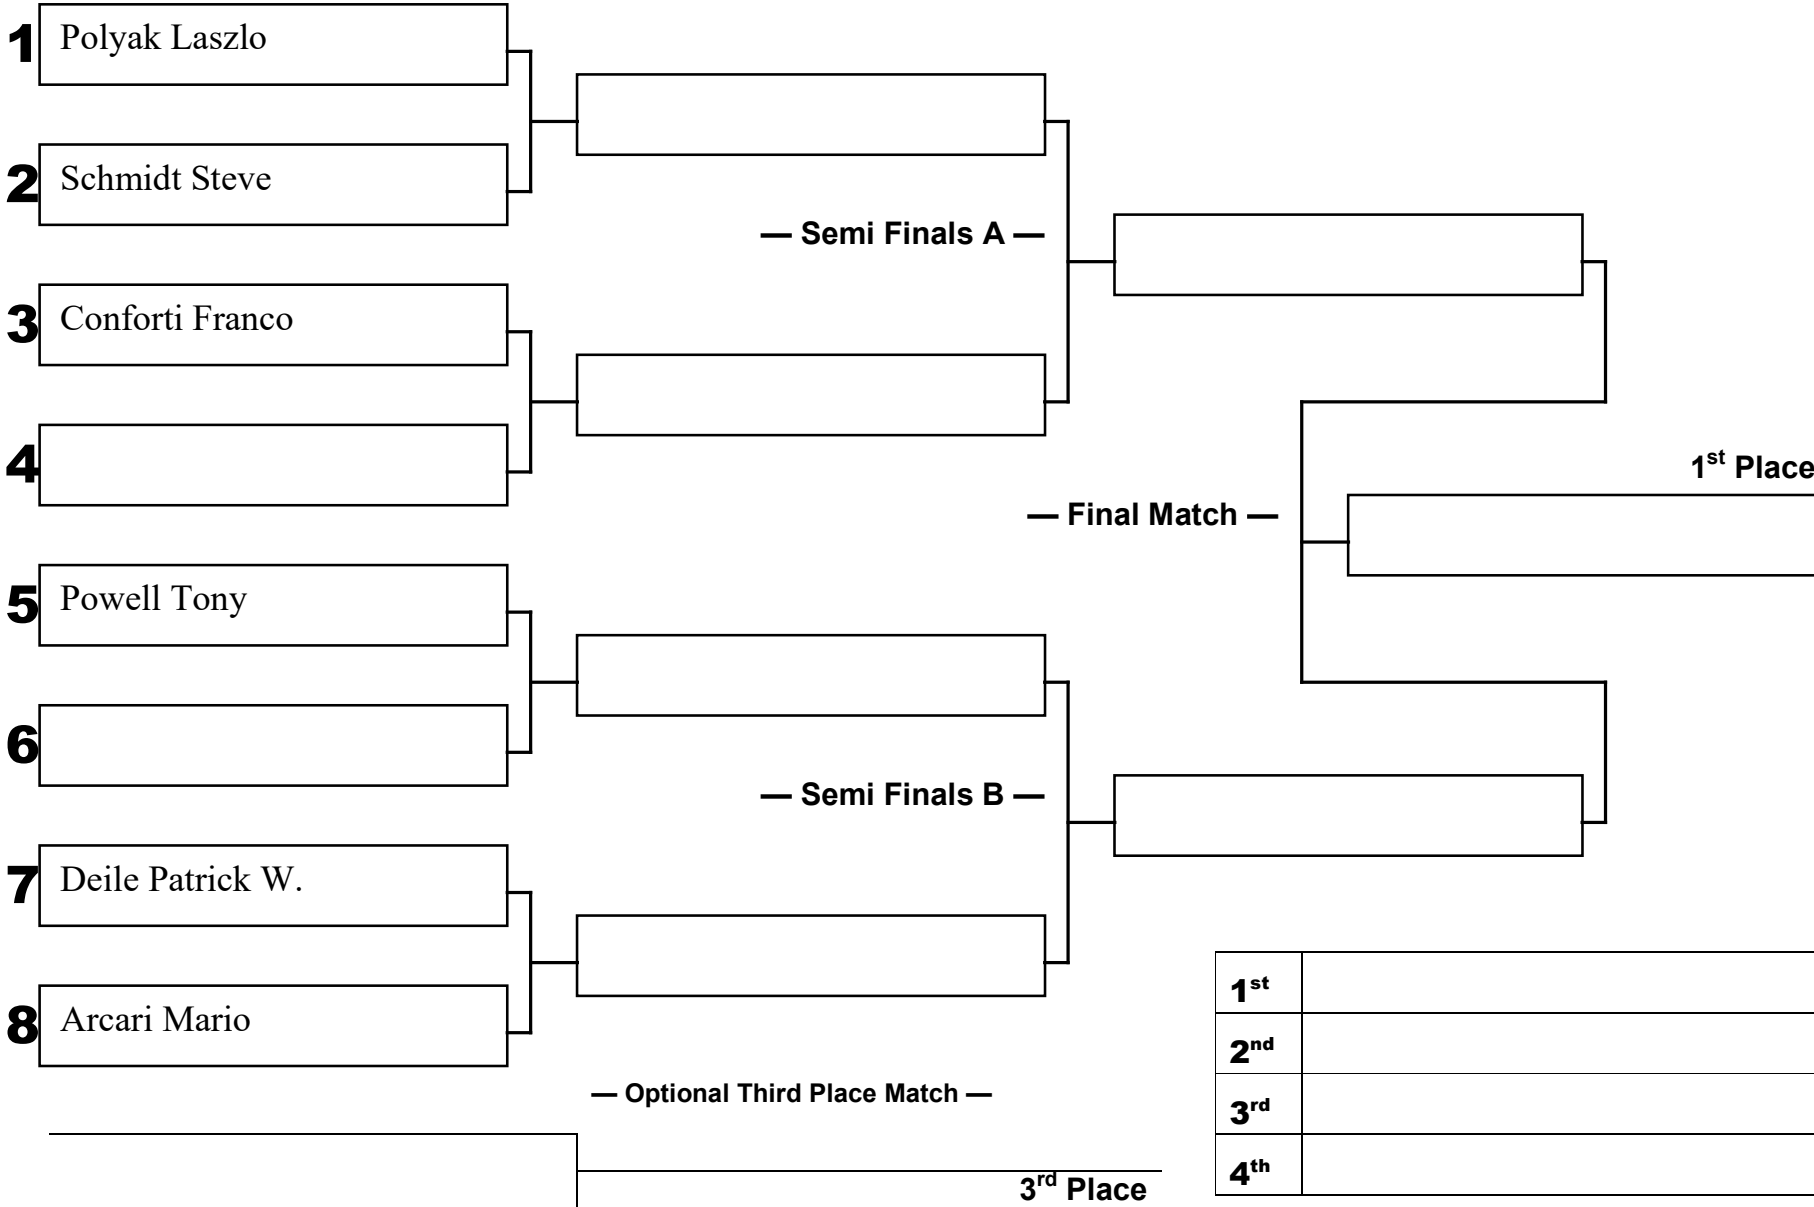 1 Polyak Laszlo
2 Schmidt Steve
— Semi Finals A —
3 Conforti Franco
4
1st Place
— Final Match —
5 Powell Tony
6
— Semi Finals B —
7 Deile Patrick W.
8 Arcari Mario
— Optional Third Place Match —
3rd Place
1st
2nd
3rd
4th